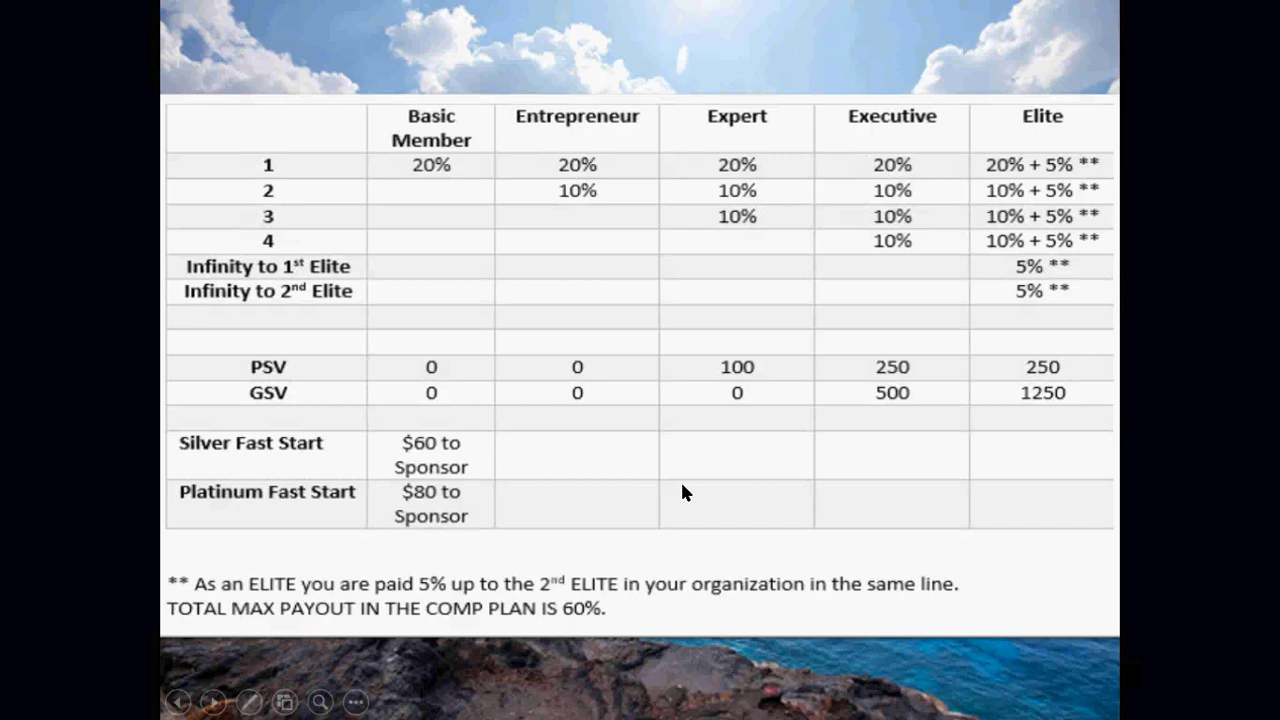 Basic Member Entrepreneur Expert Executive Elite
1 20% 20% 20% 20% 20% + 5% **
2 10% 10% 10% 10% + 5% **
3 10% 10% 10% + 5% **
4 10% 10% + 5% **
Infinity to 1st Elite 5% **
Infinity to 2nd Elite 5% **
PSV 0 0 100 250 250
GSV 0 0 0 500 1250
Silver Fast Start $60 to Sponsor
Platinum Fast Start $80 to Sponsor
** As an ELITE you are paid 5% up to the 2nd ELITE in your organization in the same line.
TOTAL MAX PAYOUT IN THE COMP PLAN IS 60%.